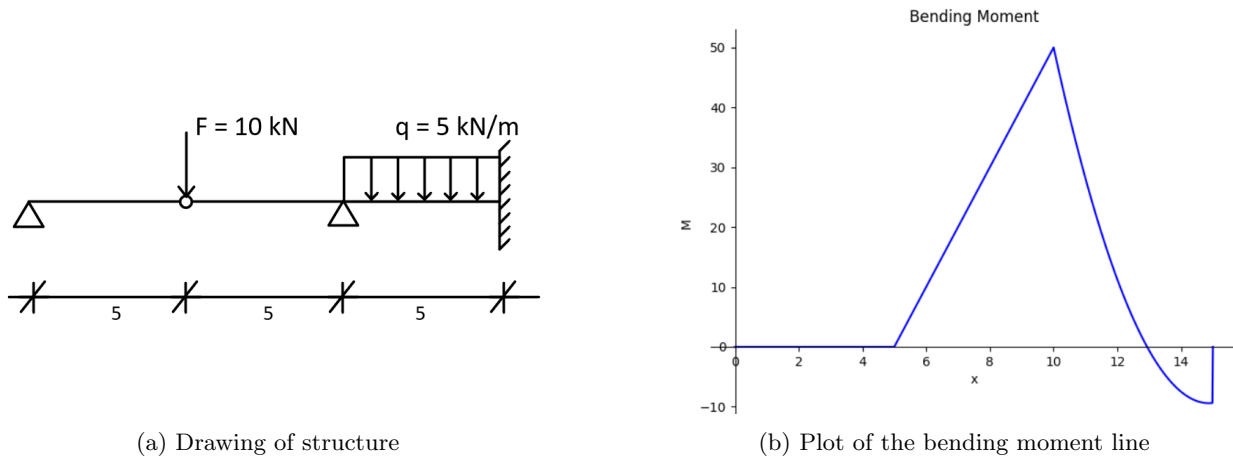 F = 10 kN
q = 5 kN/m
5
5
5
(a) Drawing of structure
Bending Moment
50
40
30
20
10
0
−10
M
0
2
4
6
8
10
12
14
x
(b) Plot of the bending moment line